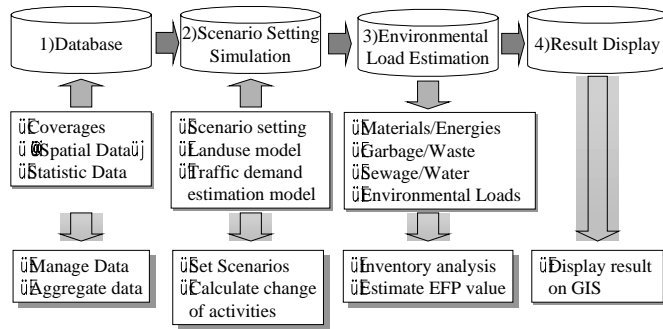 1)Database
2)Scenario Setting
Simulation
3)Environmental
Load Estimation
4)Result Display
Coverages
Spatial Data
Statistic Data
Scenario setting
Landuse model
Traffic demand
estimation model
Materials/Energies
Garbage/Waste
Sewage/Water
Environmental Loads
Manage Data
Aggregate data
Set Scenarios
Calculate change
of activities
Inventory analysis
Estimate EFP value
Display result
on GIS